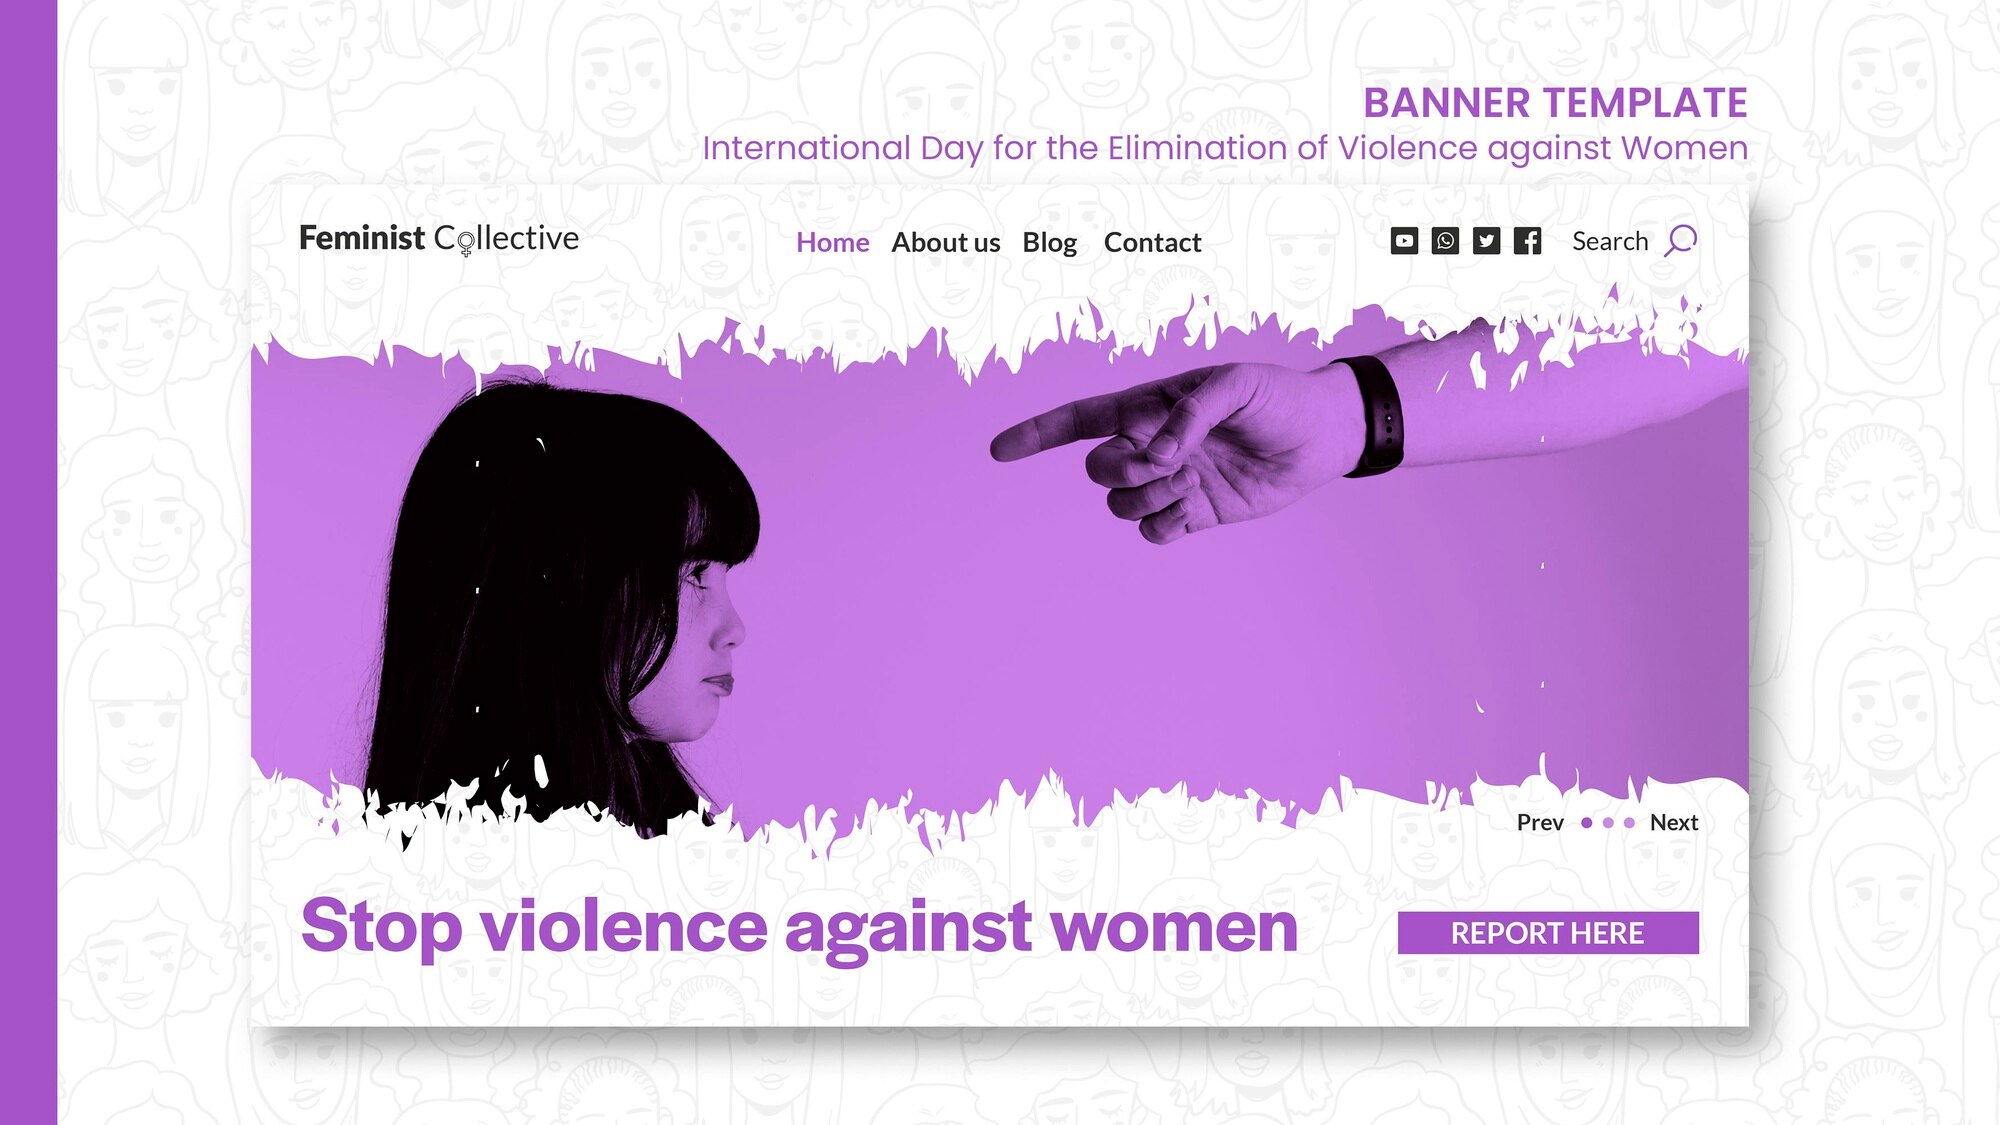 BANNER TEMPLATE
International Day for the Elimination of Violence against Women
Feminist Collective
Home About us Blog Contact
Search
Prev Next
Stop violence against women
REPORT HERE